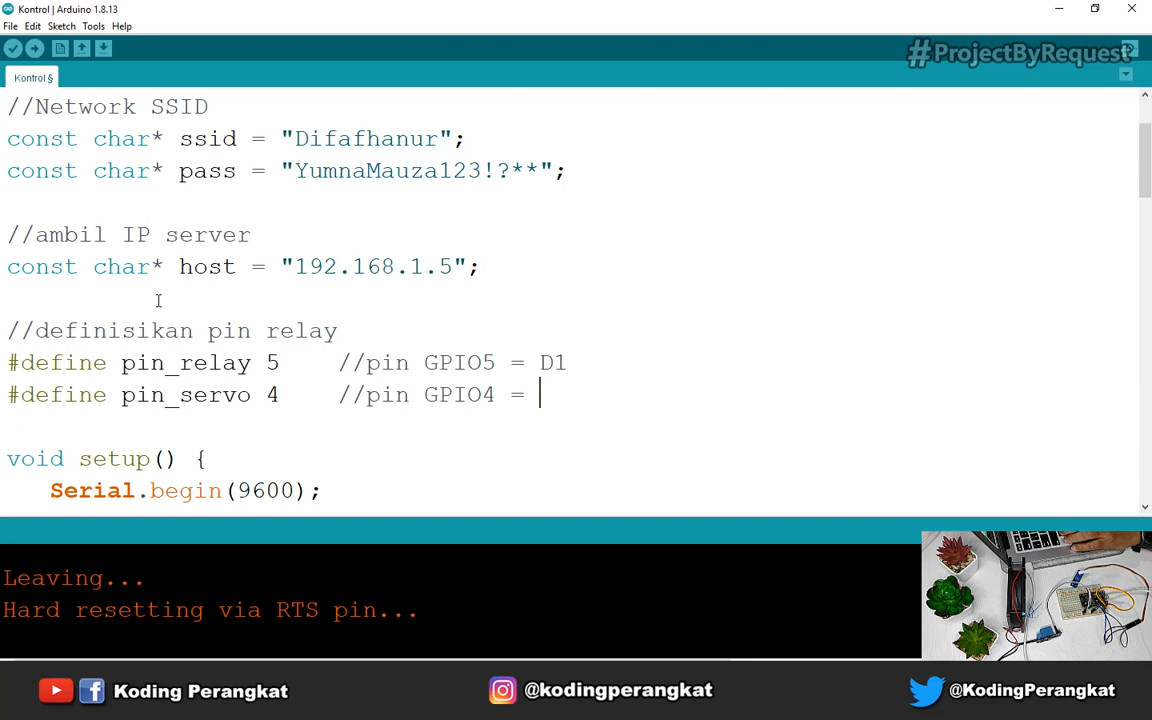 Kontrol | Arduino 1.8.13
File Edit Sketch Tools Help
#ProjectByRequest
Kontrol §
//Network SSID
const char* ssid = "Difafhanur";
const char* pass = "YumnaMauza123!?**";
//ambil IP server
const char* host = "192.168.1.5";
//definisikan pin relay
#define pin_relay 5    //pin GPIO5 = D1
#define pin_servo 4    //pin GPIO4 =
void setup() {
Serial.begin(9600);
Leaving...
Hard resetting via RTS pin...
Koding Perangkat
@kodingperangkat
@KodingPerangkat